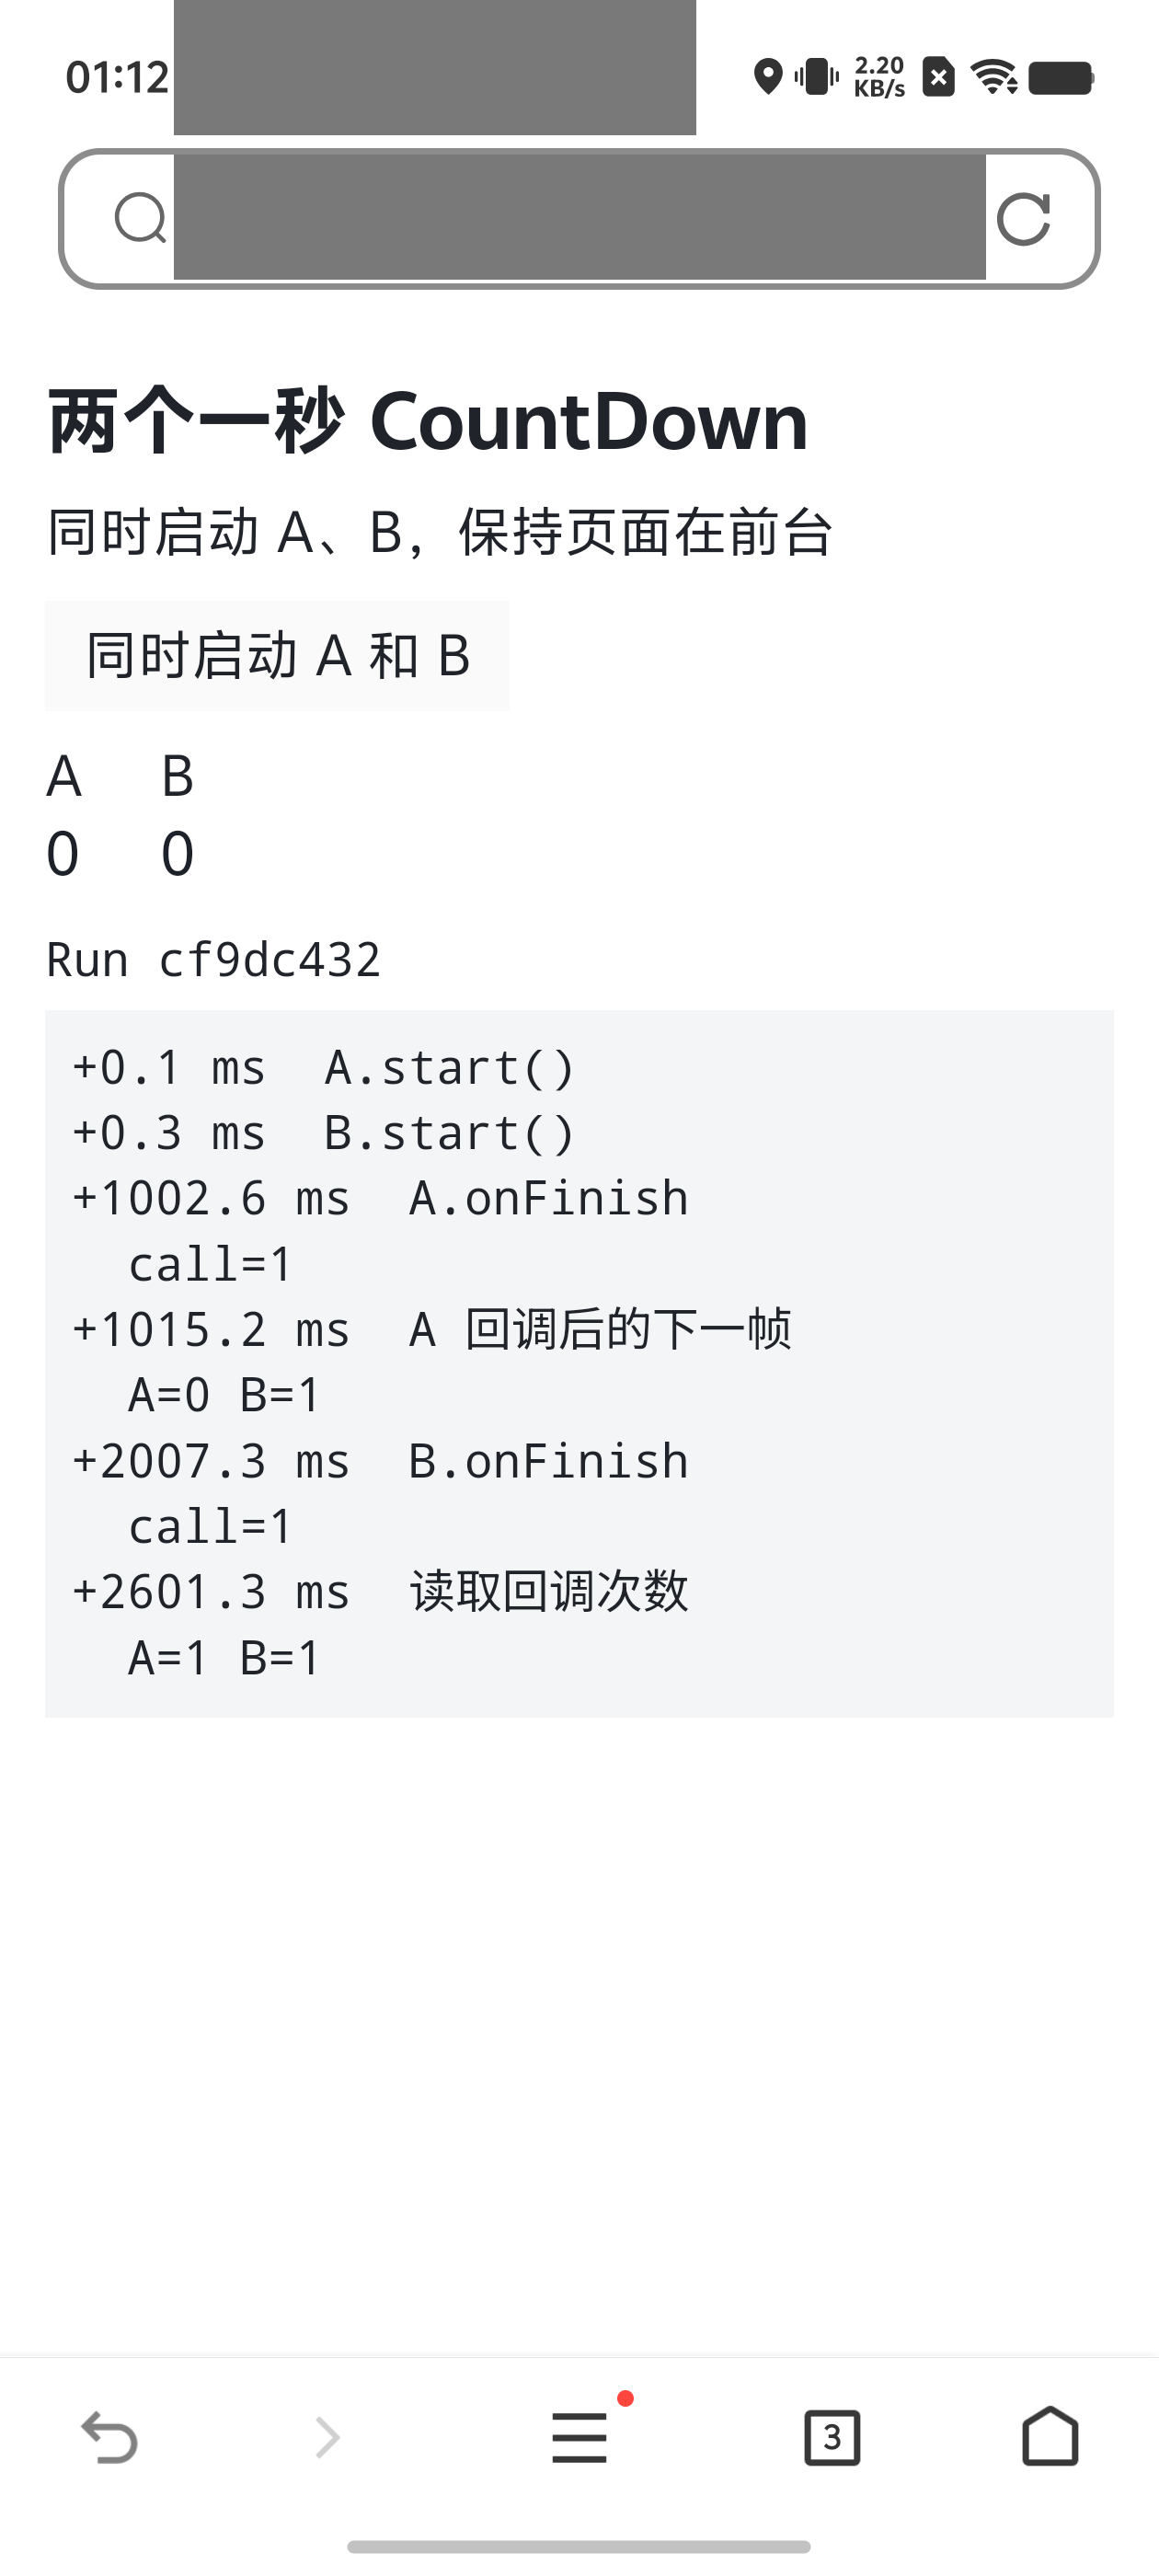 01:12
2.20
KB/s
两个一秒 CountDown
同时启动 A、B，保持页面在前台
同时启动 A 和 B
A B
0 0
Run cf9dc432
+0.1 ms A.start()
+0.3 ms B.start()
+1002.6 ms A.onFinish
call=1
+1015.2 ms A 回调后的下一帧
A=0 B=1
+2007.3 ms B.onFinish
call=1
+2601.3 ms 读取回调次数
A=1 B=1
3